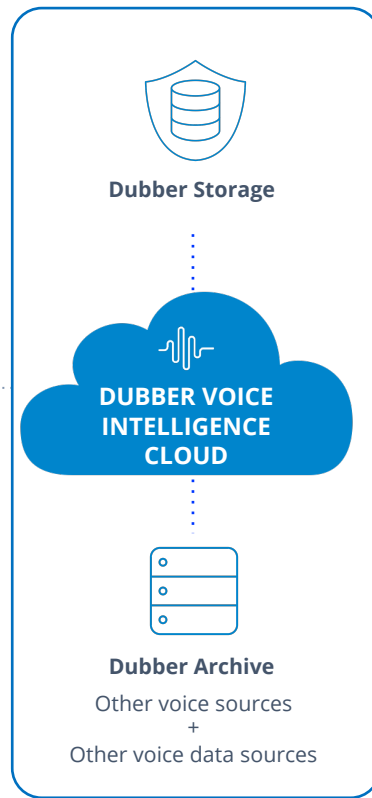 Dubber Storage
DUBBER VOICE
INTELLIGENCE
CLOUD
Dubber Archive
Other voice sources
+
Other voice data sources